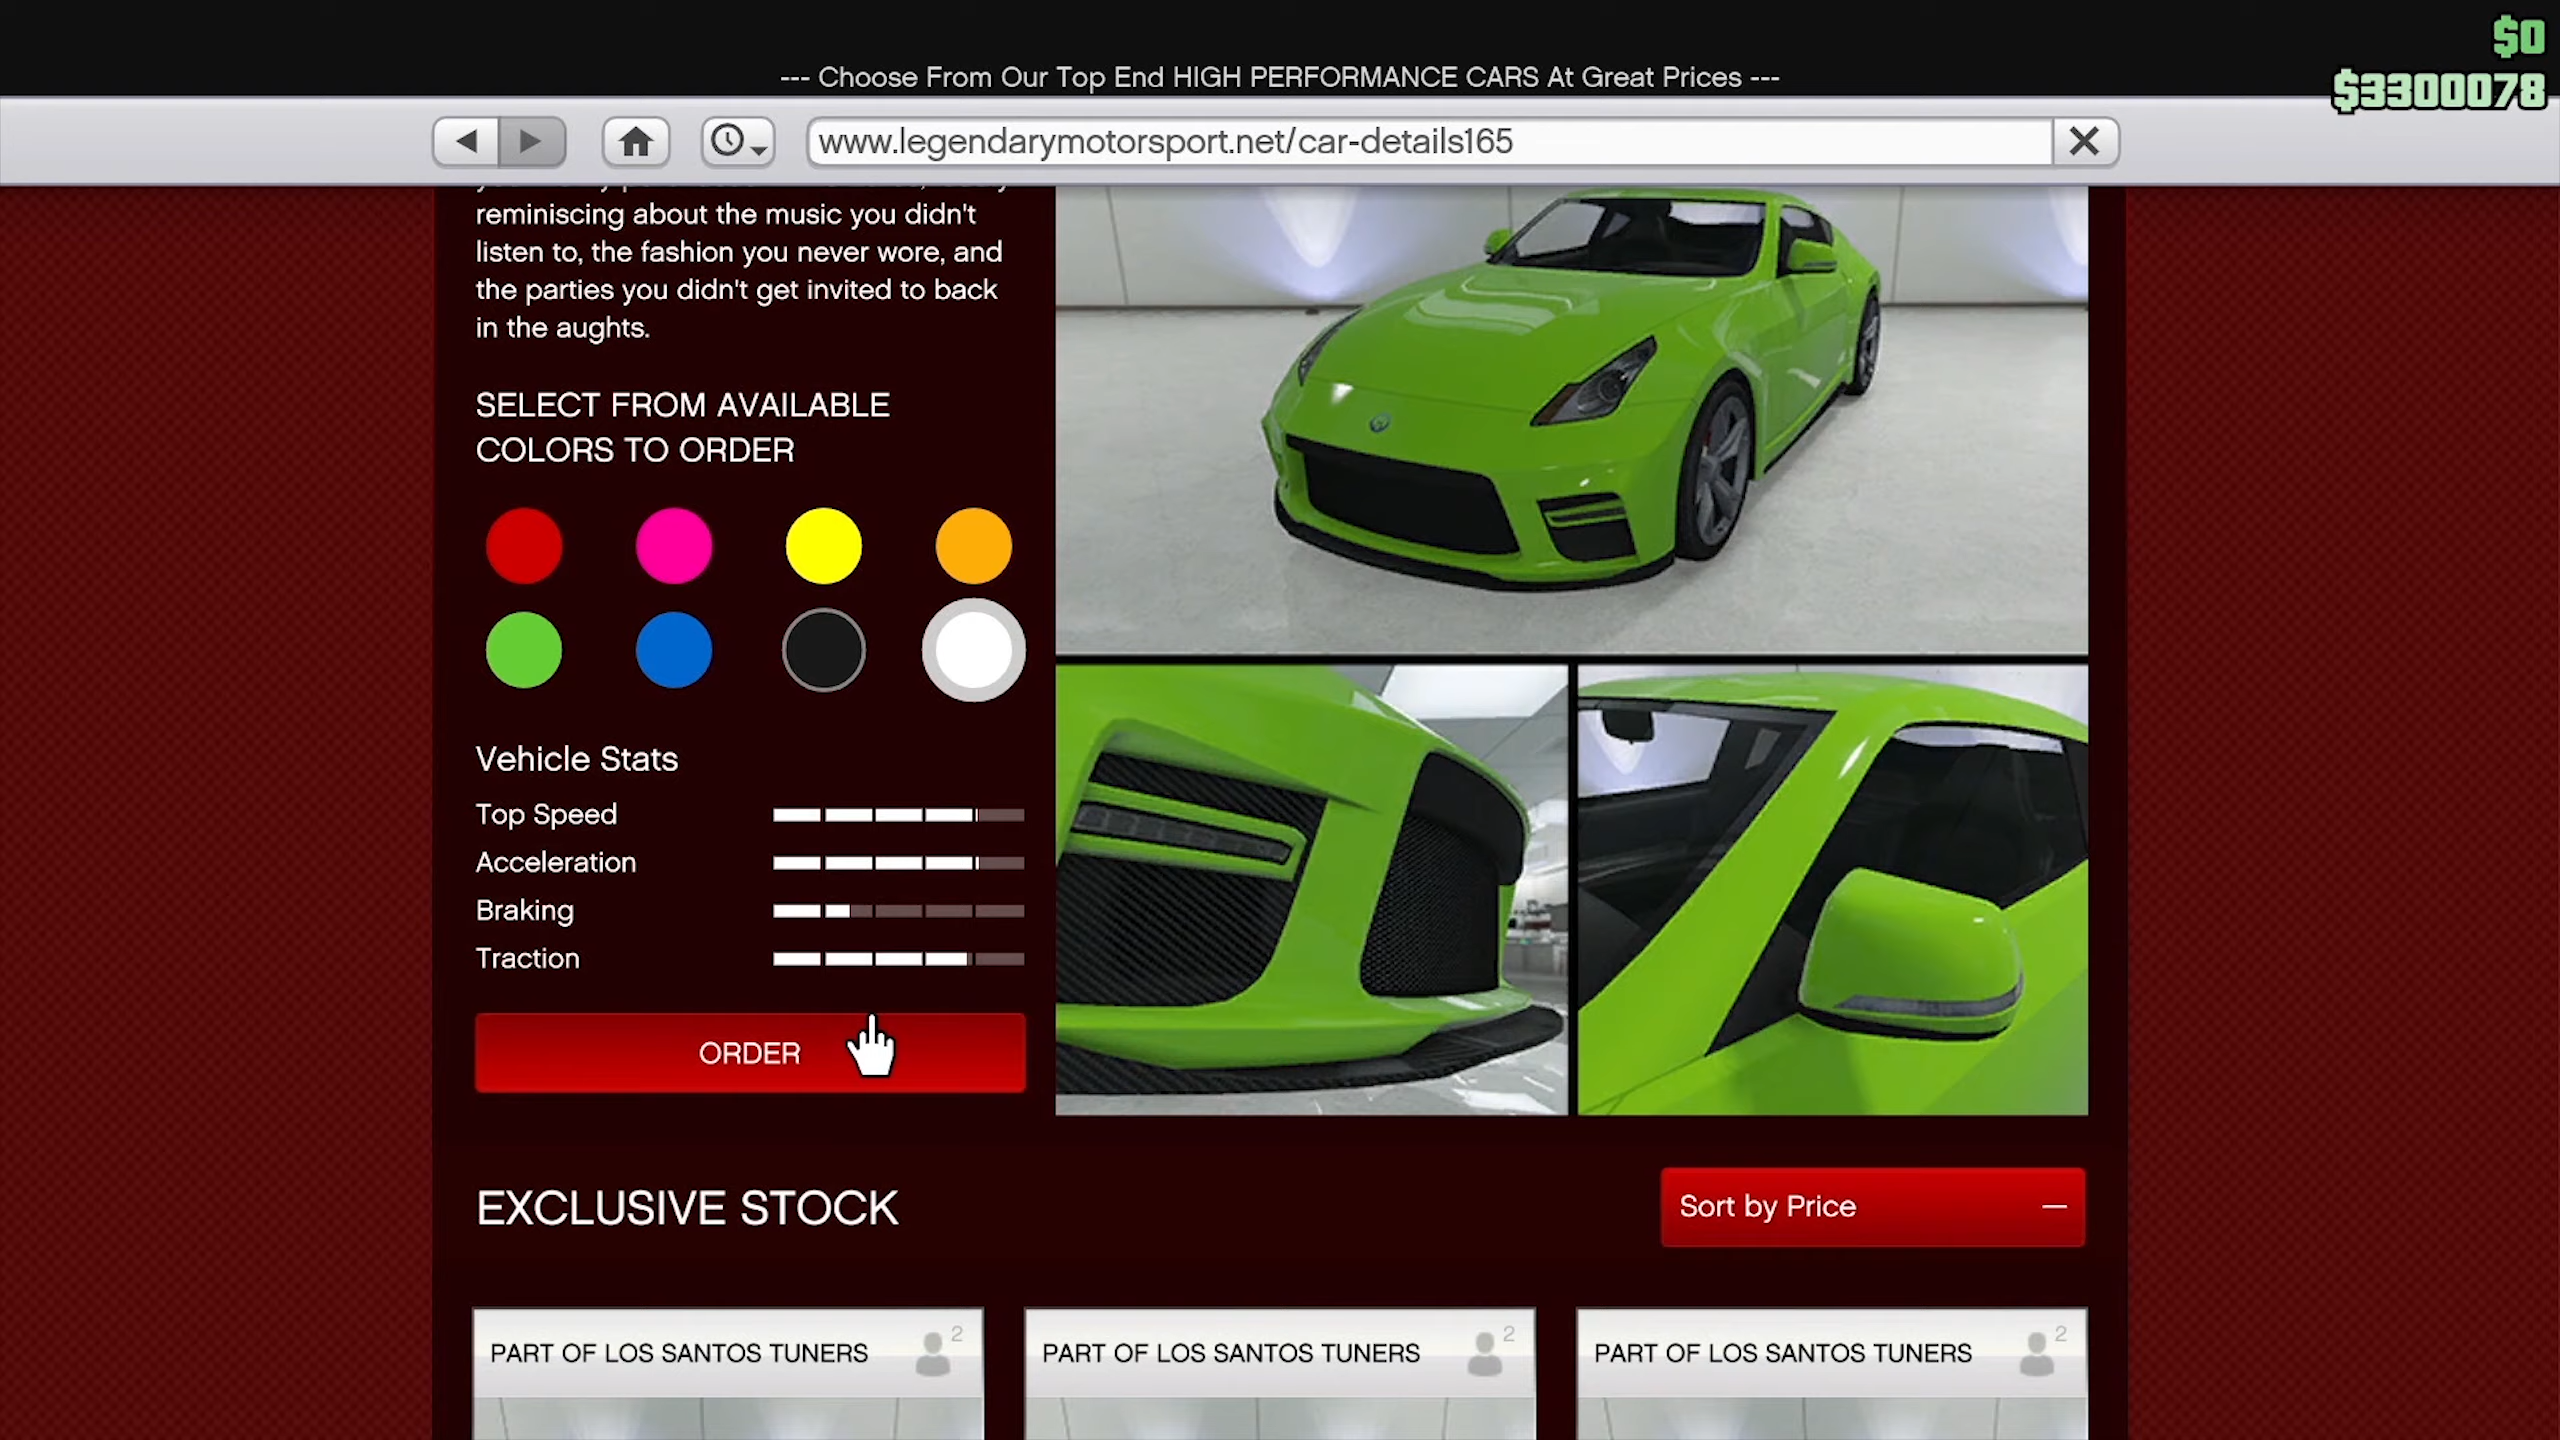 $0
--- Choose From Our Top End HIGH PERFORMANCE CARS At Great Prices ---
$3300078
www.legendarymotorsport.net/car-details165
reminiscing about the music you didn't
listen to, the fashion you never wore, and
the parties you didn't get invited to back
in the aughts.
SELECT FROM AVAILABLE
COLORS TO ORDER
Vehicle Stats
Top Speed
Acceleration
Braking
Traction
ORDER
EXCLUSIVE STOCK
Sort by Price
PART OF LOS SANTOS TUNERS 2
PART OF LOS SANTOS TUNERS 2
PART OF LOS SANTOS TUNERS 2